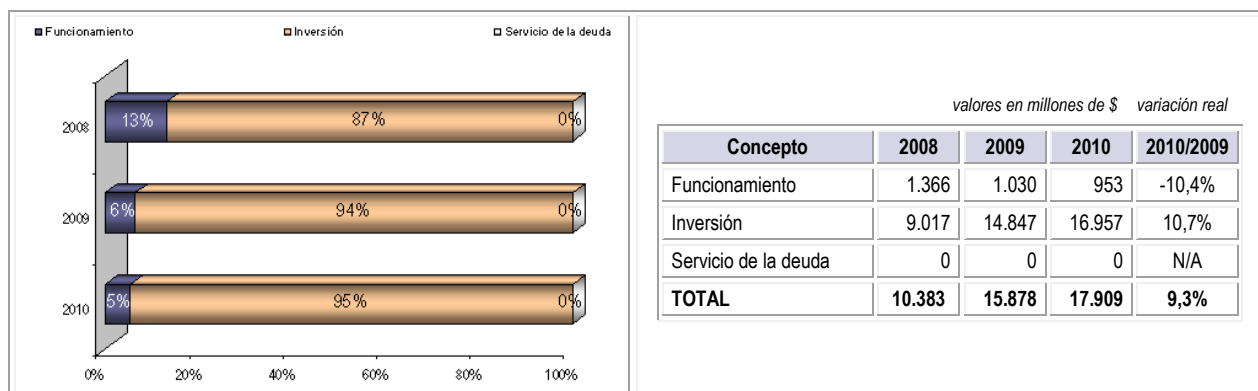 Funcionamiento Inversión Servicio de la deuda
2008 13% 87% 0%
2009 6% 94% 0%
2010 5% 95% 0%
0% 20% 40% 60% 80% 100%
valores en millones de $ variación real
Concepto 2008 2009 2010 2010/2009
Funcionamiento 1.366 1.030 953 -10,4%
Inversión 9.017 14.847 16.957 10,7%
Servicio de la deuda 0 0 0 N/A
TOTAL 10.383 15.878 17.909 9,3%